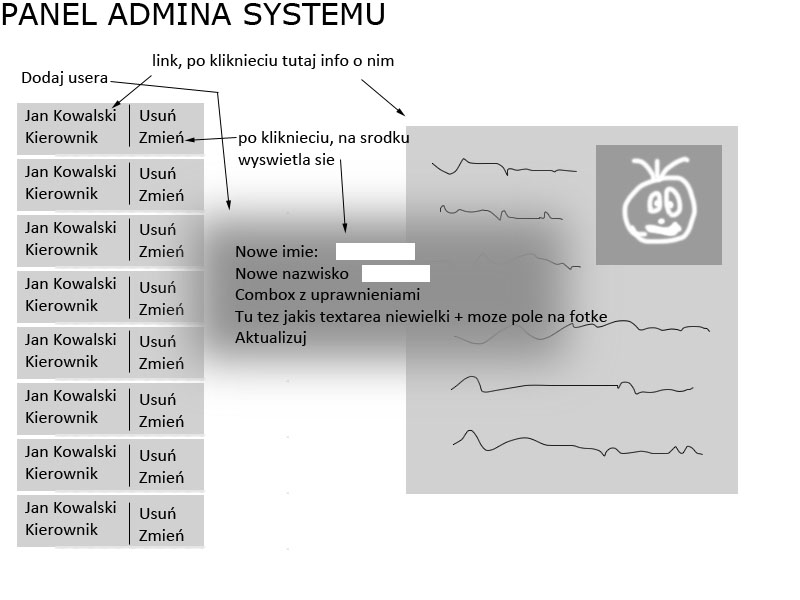 PANEL ADMINA SYSTEMU
link, po kliknieciu tutaj info o nim
Dodaj usera
Jan Kowalski Usuń
Kierownik Zmień
po kliknieciu, na srodku
wyswietla sie
Jan Kowalski Usuń
Kierownik Zmień
Jan Kowalski Usuń
Kierownik Zmień
Jan Kowalski Usuń
Kierownik Zmień
Jan Kowalski Usuń
Kierownik Zmień
Jan Kowalski Usuń
Kierownik Zmień
Jan Kowalski Usuń
Kierownik Zmień
Jan Kowalski Usuń
Kierownik Zmień
Nowe imie:
Nowe nazwisko
Combox z uprawnieniami
Tu tez jakis textarea niewielki + moze pole na fotke
Aktualizuj